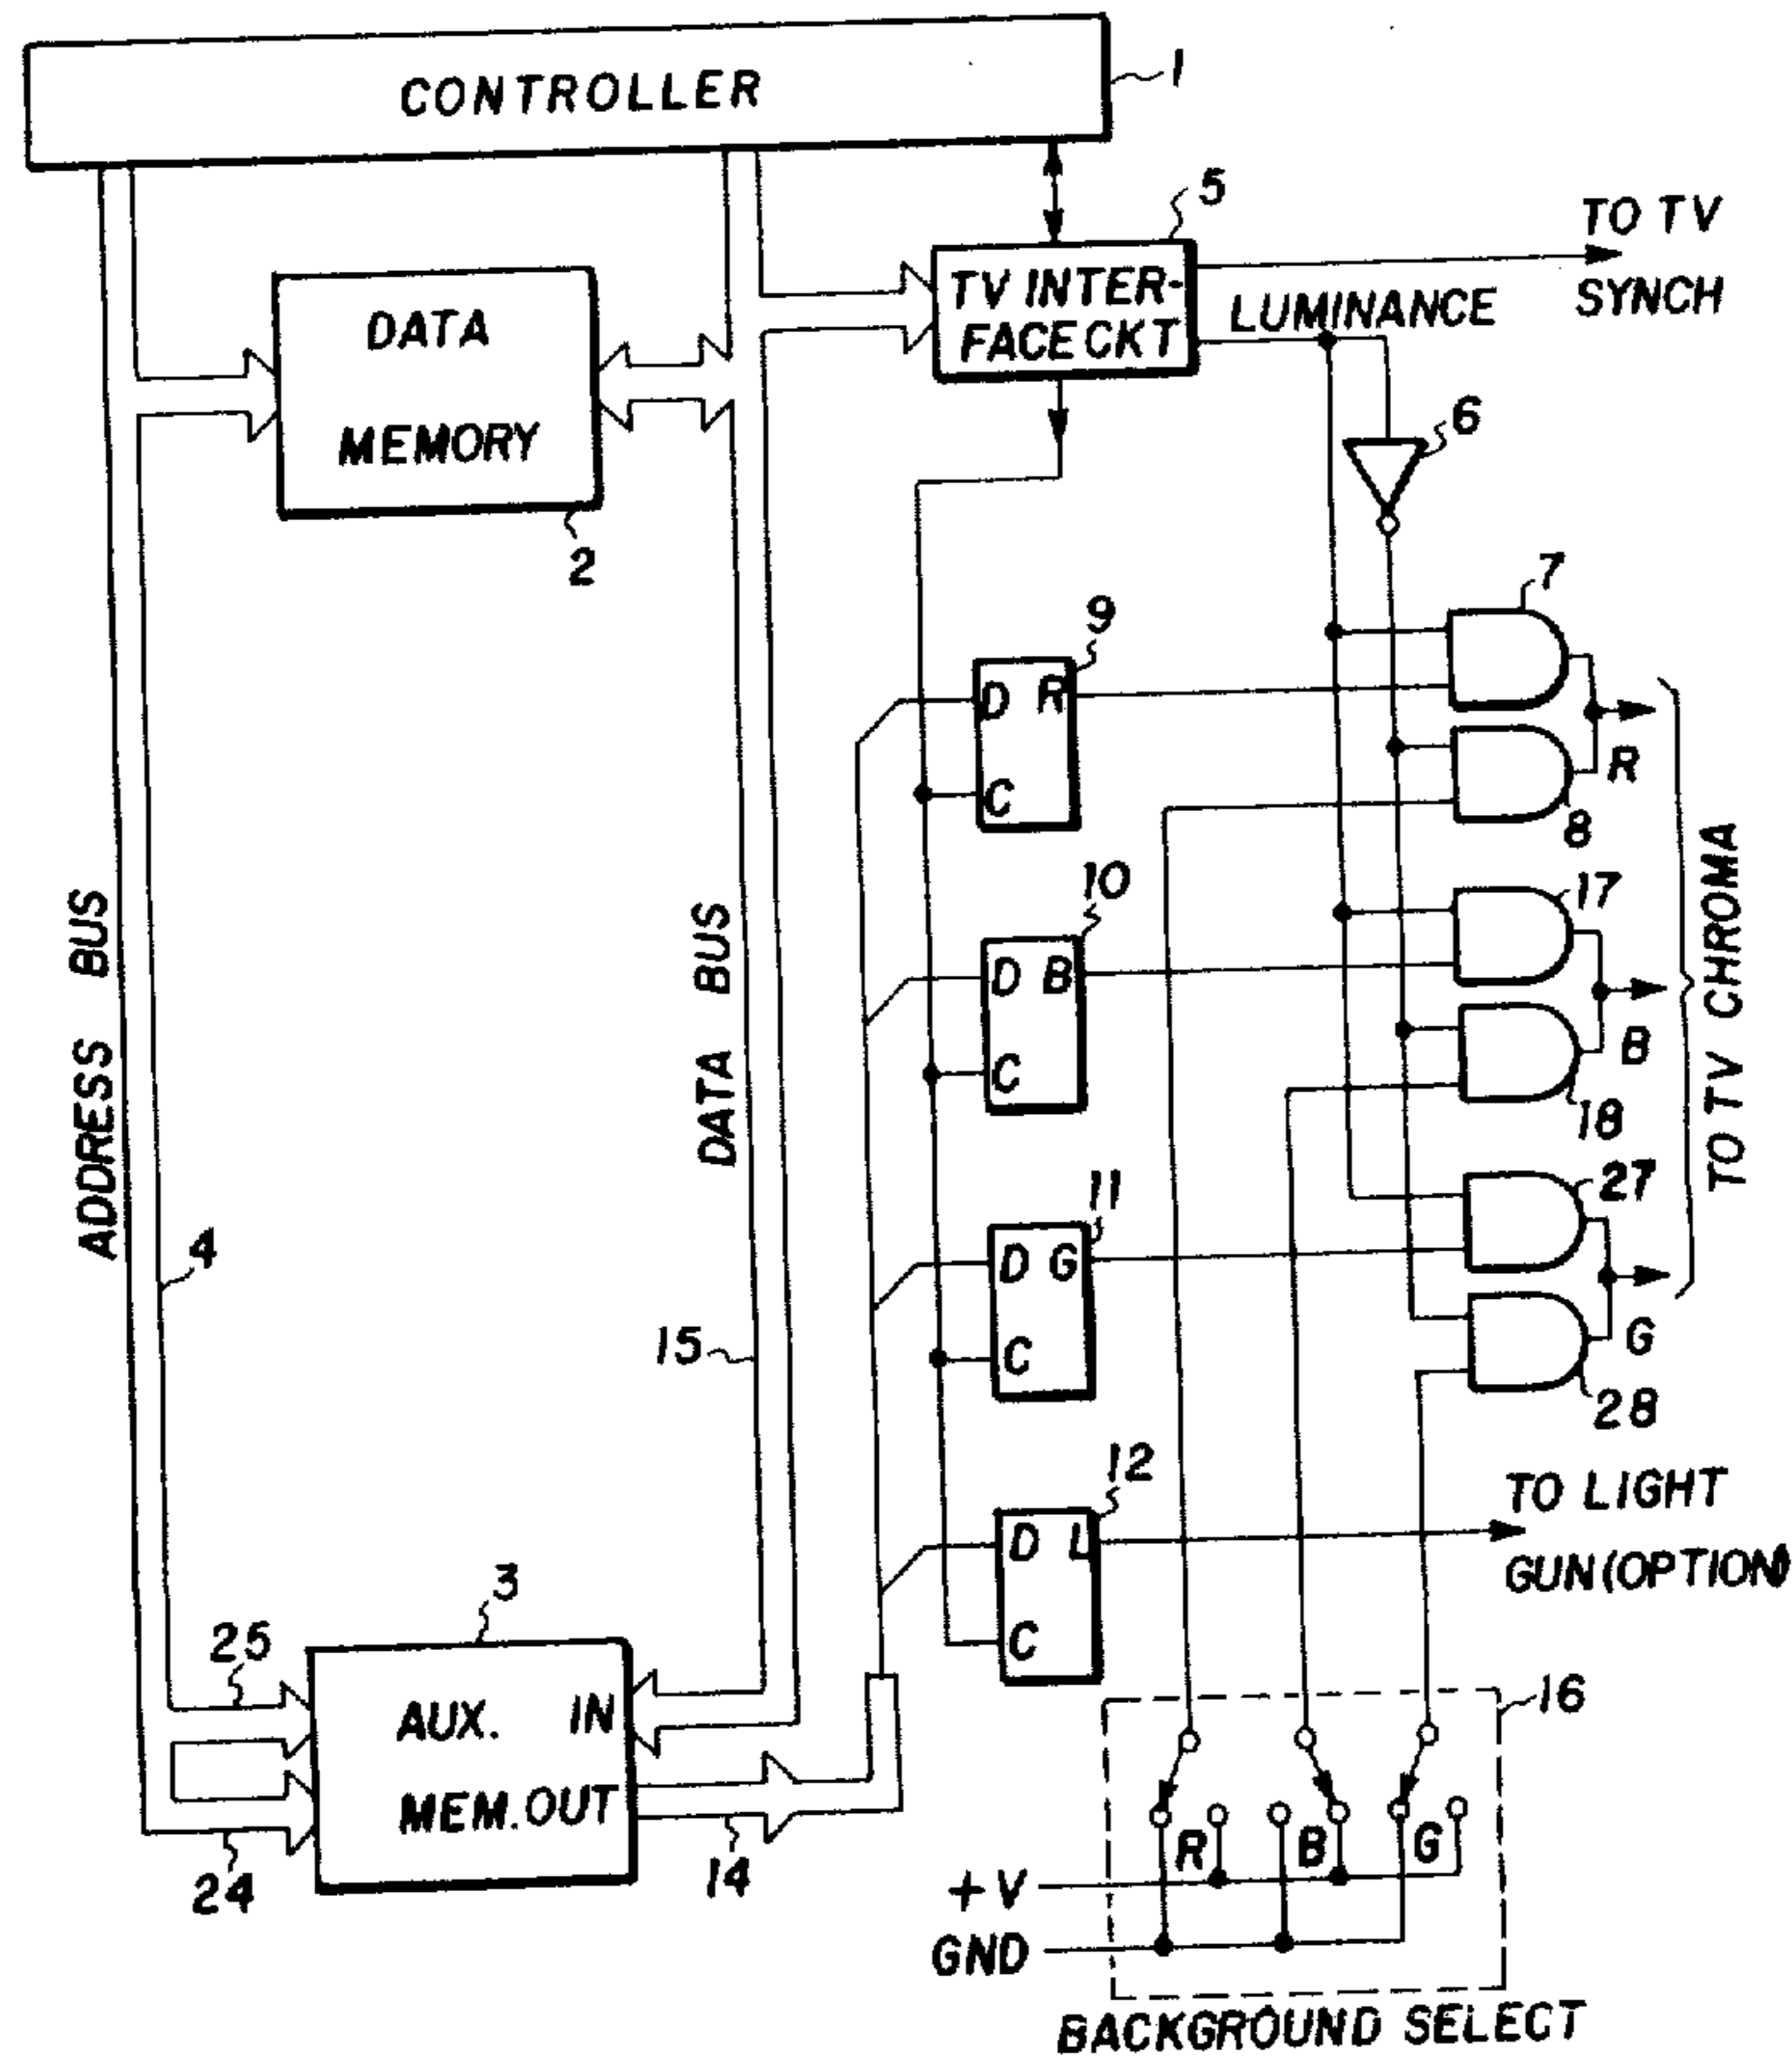 CONTROLLER
1
5
TO TV
SYNCH
TV INTER-
FACE CKT
LUMINANCE
DATA
MEMORY
2
6
7
9
D R
C
R
8
10
D B
C
17
B
18
11
D G
C
27
G
28
12
D L
C
TO TV CHROMA
ADDRESS BUS
DATA BUS
4
15
TO LIGHT
GUN (OPTION)
3
25
AUX. IN
MEM. OUT
24
14
16
R B G
+V
GND
BACKGROUND SELECT